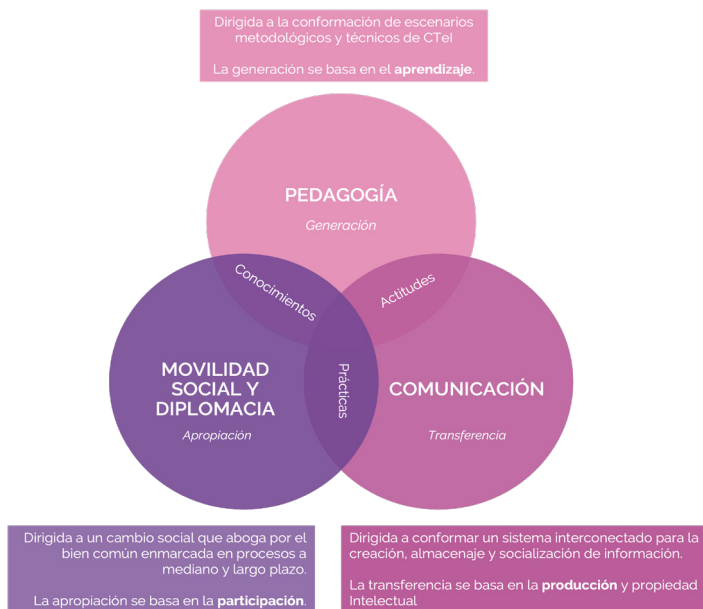 Dirigida a la conformación de escenarios
metodológicos y técnicos de CTeI
La generación se basa en el aprendizaje.
PEDAGOGÍA
Generación
Conocimientos
Actitudes
MOVILIDAD
SOCIAL Y
DIPLOMACIA
Apropiación
Prácticas
COMUNICACIÓN
Transferencia
Dirigida a un cambio social que aboga por el
bien común enmarcada en procesos a
mediano y largo plazo.
La apropiación se basa en la participación.
Dirigida a conformar un sistema interconectado para la
creación, almacenaje y socialización de información.
La transferencia se basa en la producción y propiedad
Intelectual